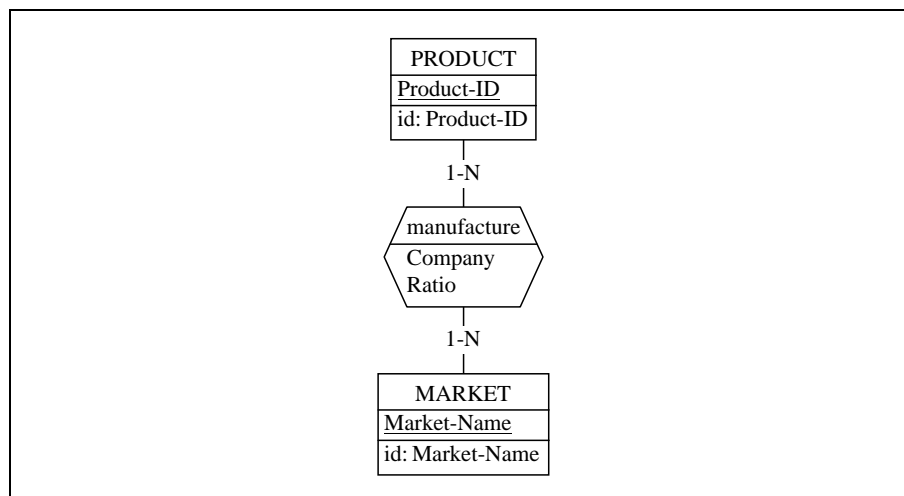 PRODUCT
Product-ID
id: Product-ID
1-N
manufacture
Company
Ratio
1-N
MARKET
Market-Name
id: Market-Name